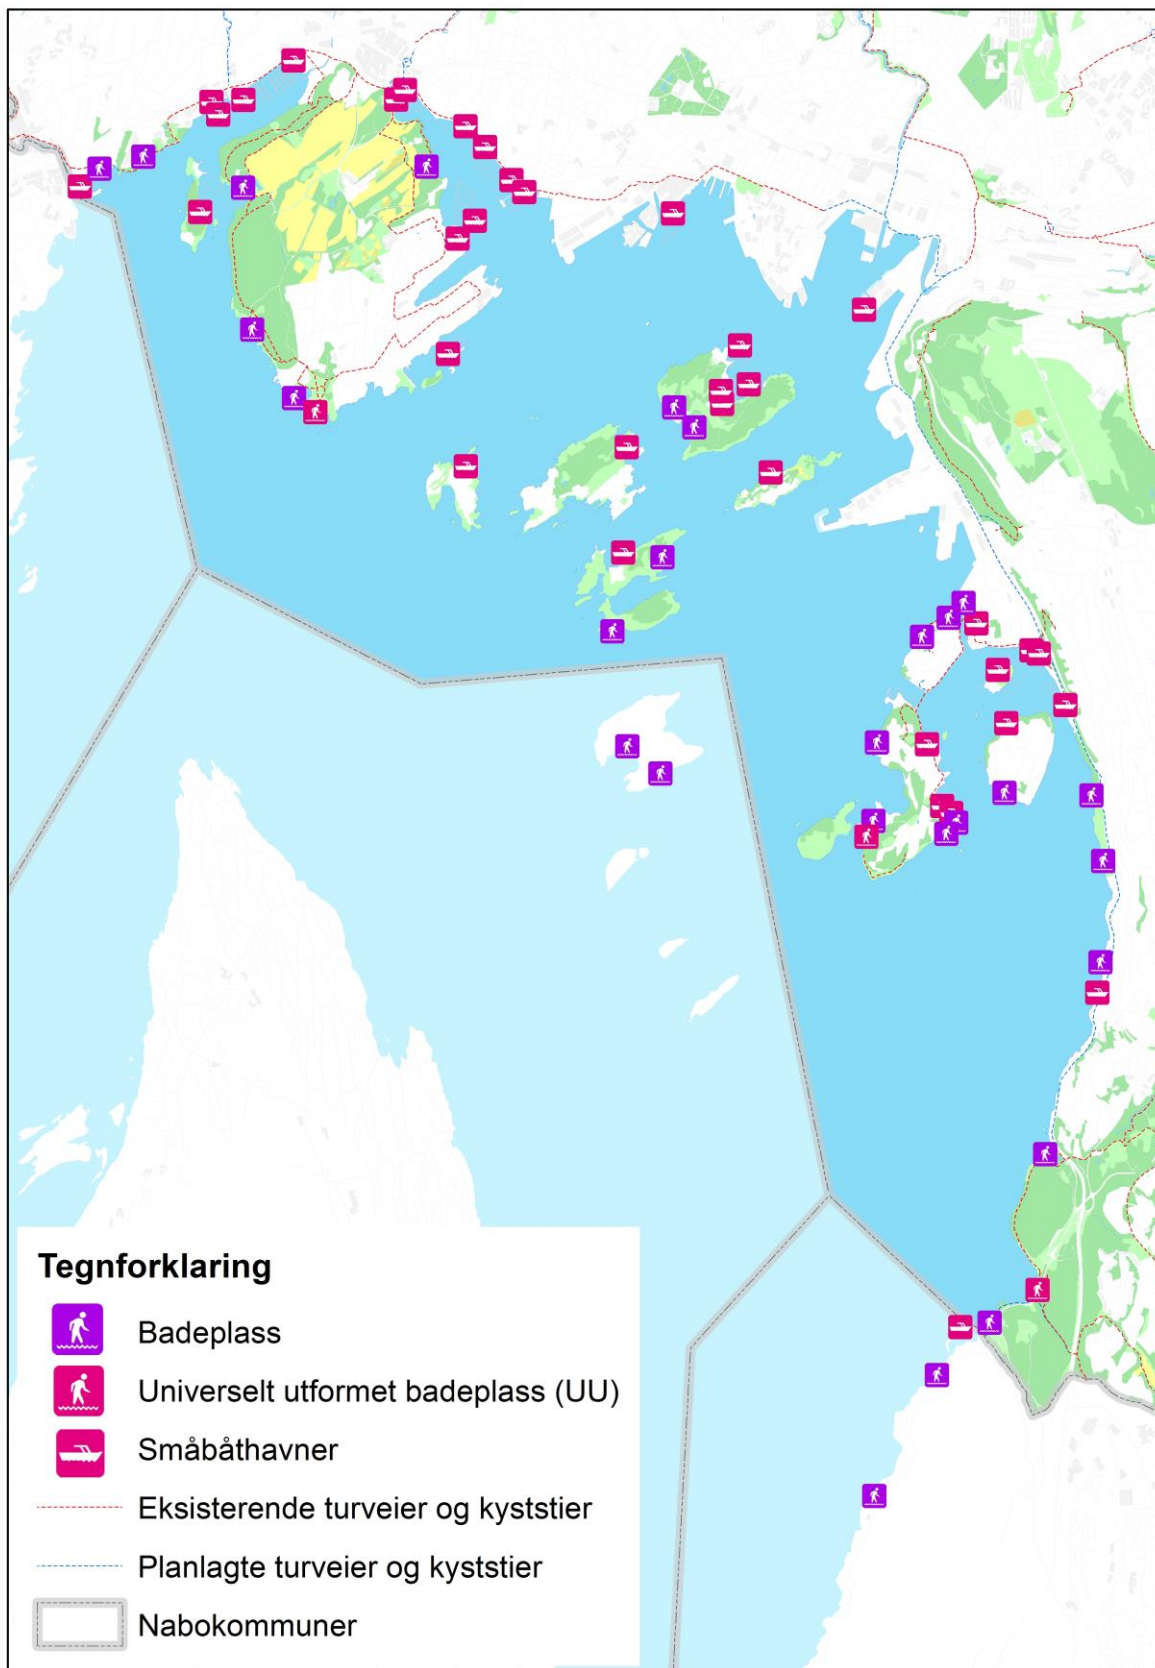 Tegnforklaring
Badeplass
Universelt utformet badeplass (UU)
Småbåthavner
Eksisterende turveier og kyststier
Planlagte turveier og kyststier
Nabokommuner